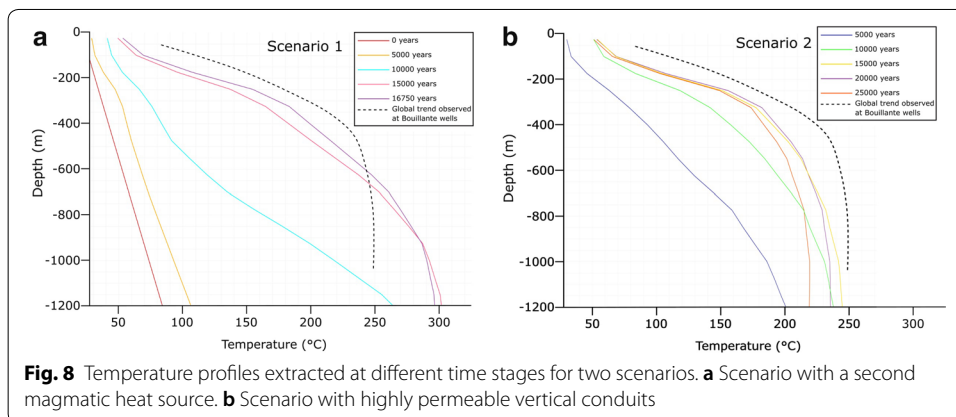 a
Scenario 1
0 years
5000 years
10000 years
15000 years
16750 years
Global trend observed
at Bouillante wells
Depth (m)
0
-200
-400
-600
-800
-1000
-1200
50
100
150
200
250
300
Temperature (°C)
b
Scenario 2
5000 years
10000 years
15000 years
20000 years
25000 years
Global trend observed
at Bouillante wells
Depth (m)
0
-200
-400
-600
-800
-1000
-1200
50
100
150
200
250
300
Temperature (°C)
Fig. 8 Temperature profiles extracted at different time stages for two scenarios. a Scenario with a second
magmatic heat source. b Scenario with highly permeable vertical conduits